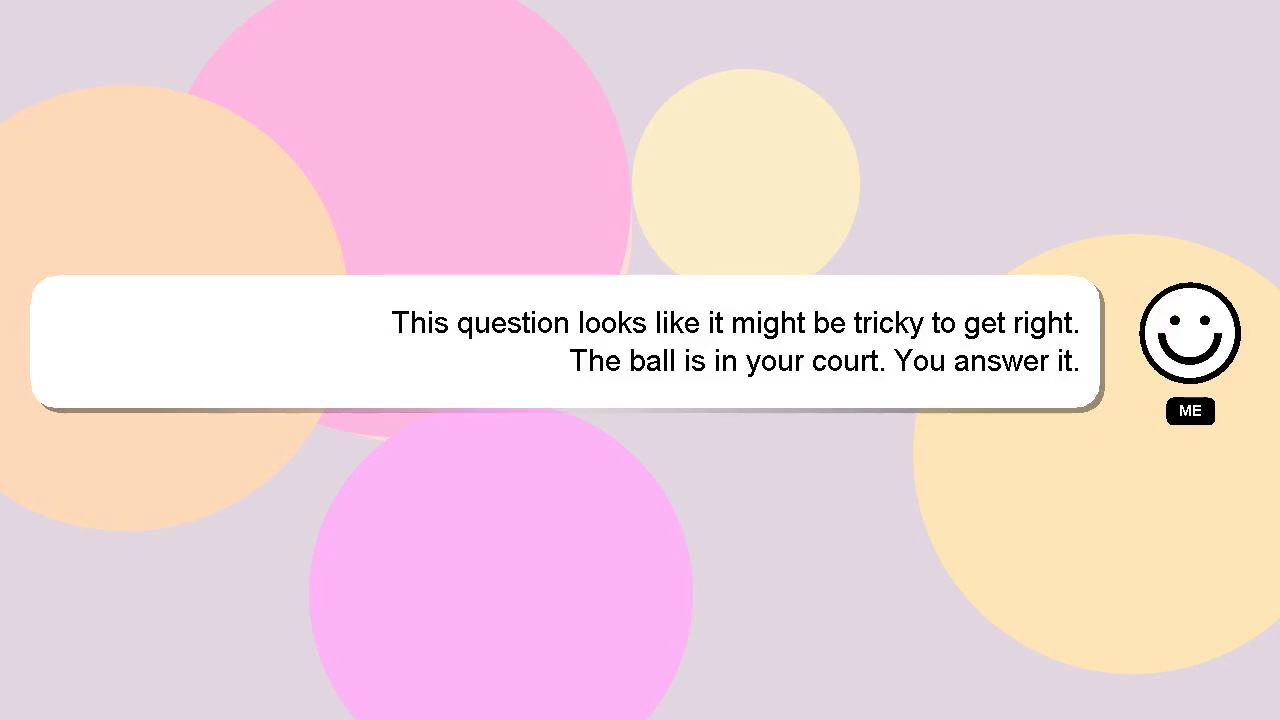 This question looks like it might be tricky to get right.
The ball is in your court. You answer it.
ME